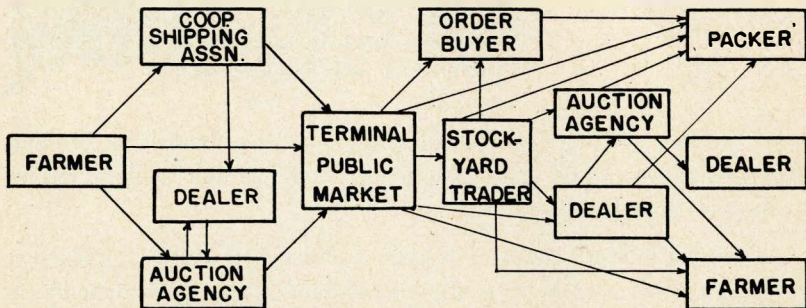 COOP.
SHIPPING
ASSN.
ORDER
BUYER
PACKER
FARMER
TERMINAL
PUBLIC
MARKET
STOCK-
YARD
TRADER
AUCTION
AGENCY
DEALER
DEALER
DEALER
AUCTION
AGENCY
FARMER